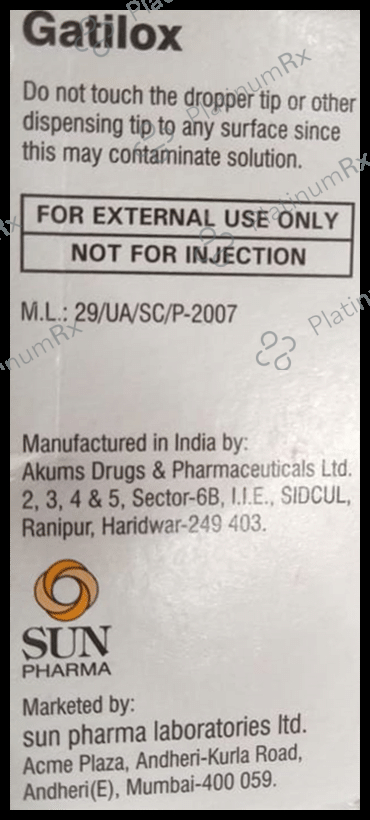 Gatilox
Do not touch the dropper tip or other
dispensing tip to any surface since
this may contaminate solution.
FOR EXTERNAL USE ONLY
NOT FOR INJECTION
M.L.: 29/UA/SC/P-2007
Manufactured in India by:
Akums Drugs & Pharmaceuticals Ltd.
2, 3, 4 & 5, Sector-6B, I.I.E., SIDCUL,
Ranipur, Haridwar-249 403.
SUN
PHARMA
Marketed by:
sun pharma laboratories ltd.
Acme Plaza, Andheri-Kurla Road,
Andheri(E), Mumbai-400 059.
PlatinumRx
PlatinumRx
PlatinumRx